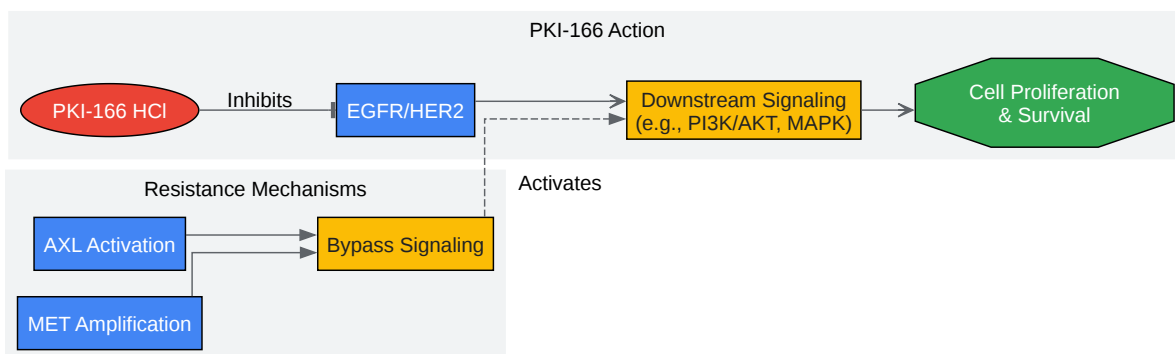 PKI-166 Action
PKI-166 HCl
Inhibits
EGFR/HER2
Downstream Signaling
(e.g., PI3K/AKT, MAPK)
Cell Proliferation
& Survival
Resistance Mechanisms
Activates
AXL Activation
Bypass Signaling
MET Amplification